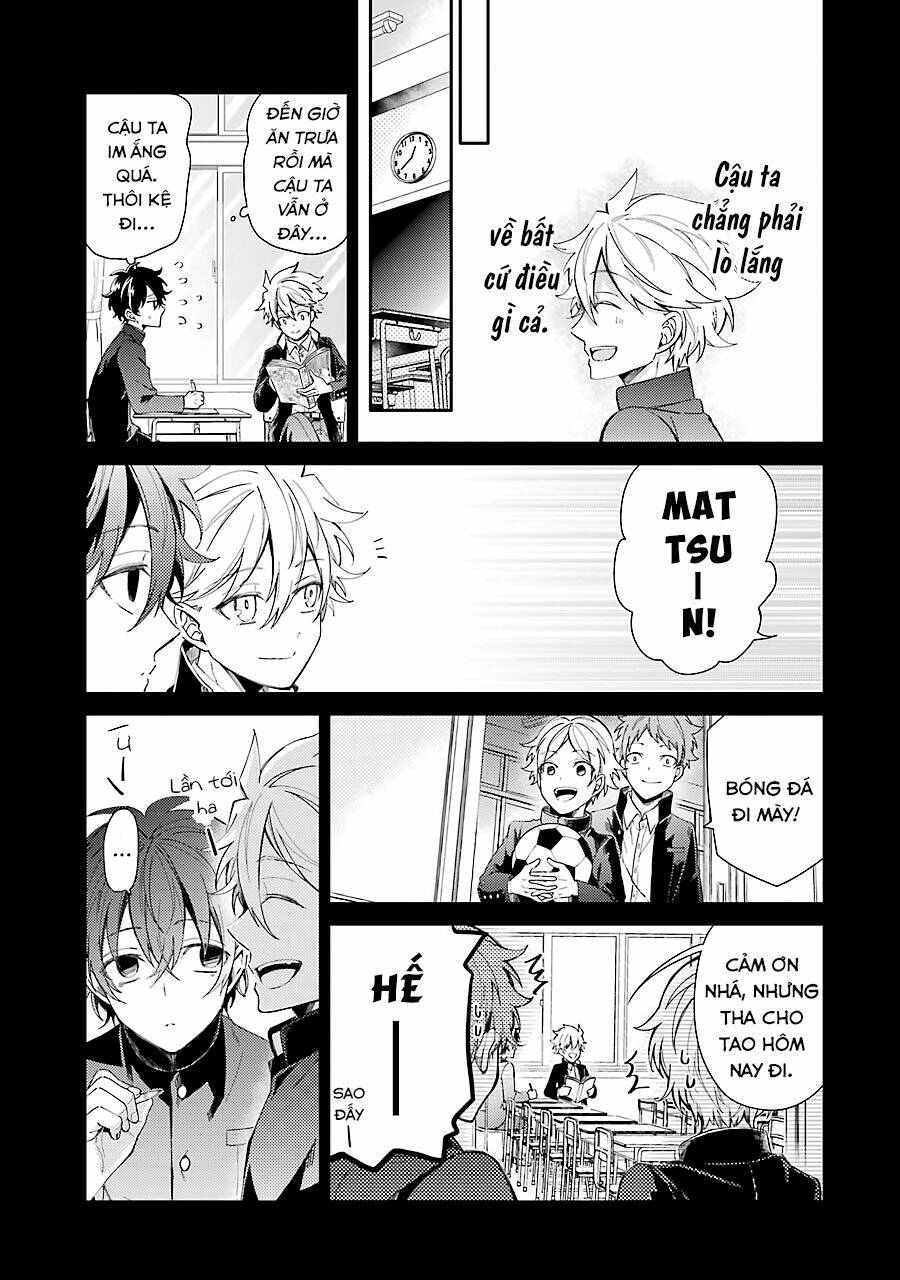 Cậu ta
chẳng phải
lo lắng
về bất
cứ điều
gì cả.
ĐẾN GIỜ
ĂN TRƯA
RỒI MÀ
CẬU TA
VẪN Ở
ĐÂY...
CẬU TA
IM ẮNG
QUÁ.
THÔI KỆ
ĐI...
MAT
TSU
I
N!
BÓNG ĐÁ
ĐI MÀY!
CẢM ƠN
NHÁ, NHƯNG
THA CHO
TAO HÔM
NAY ĐI.
HẾ
SAO
ĐẤY
Lần tới
ha
Ư
...